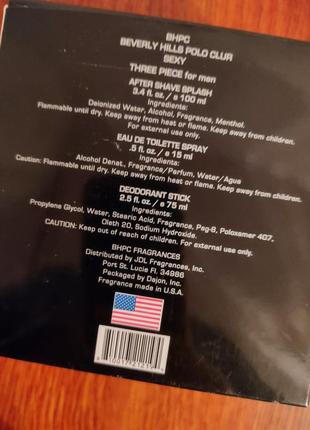 BHPC
BEVERLY HILLS POLO CLUB
SEXY
THREE PIECE for men
AFTER SHAVE SPLASH
3.4 fl. oz./ e 100 ml
Ingredients:
Deionized Water, Alcohol, Fragrance, Menthol.
Flammable until dry. Keep away from heat or flame. Keep away from children.
For external use only.
EAU DE TOILETTE SPRAY
.5 fl. oz./ e 15 ml
Ingredients:
Alcohol Denat., Fragrance/Parfum, Water/Agua
Caution: Flammable until dry. Keep away from heat or flame. Keep away from children.
DEODORANT STICK
2.5 fl. oz./ e 75 ml
Ingredients:
Propylene Glycol, Water, Stearic Acid, Fragrance, Peg-8, Poloxamer 407,
Oleth 20, Sodium Hydroxide.
CAUTION: Keep out of reach of children. For external use only.
BHPC FRAGRANCES
Distributed by JDL Fragrances, Inc.
Port St. Lucie Fl 34986
Packaged by Dajon, Inc.
Fragrance made in U.S.A.